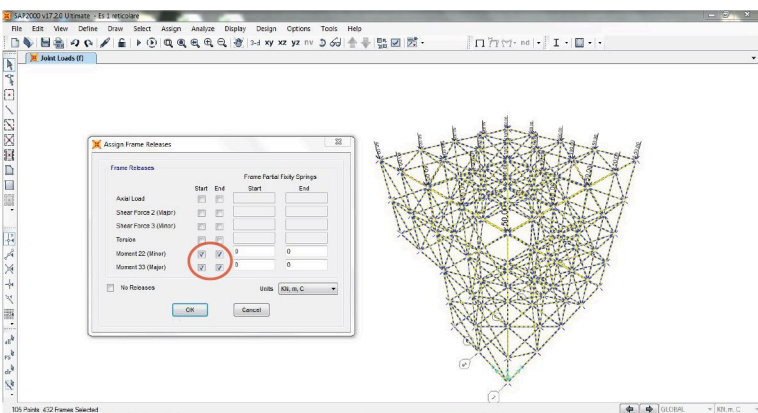 SAP2000 v17.2.0 Ultimate - Es 1 reticolare
File Edit View Define Draw Select Assign Analyze Display Design Options Tools Help
3-d xy xz yz nv nd
Joint Loads (f)
Assign Frame Releases
Frame Releases
Frame Partial Fixity Springs
Start End Start End
Axial Load
Shear Force 2 (Major)
Shear Force 3 (Minor)
Torsion
Moment 22 (Minor) 0 0
Moment 33 (Major) 0 0
No Releases
Units KN, m, C
OK Cancel
105 Points 432 Frames Selected
GLOBAL KN, m, C